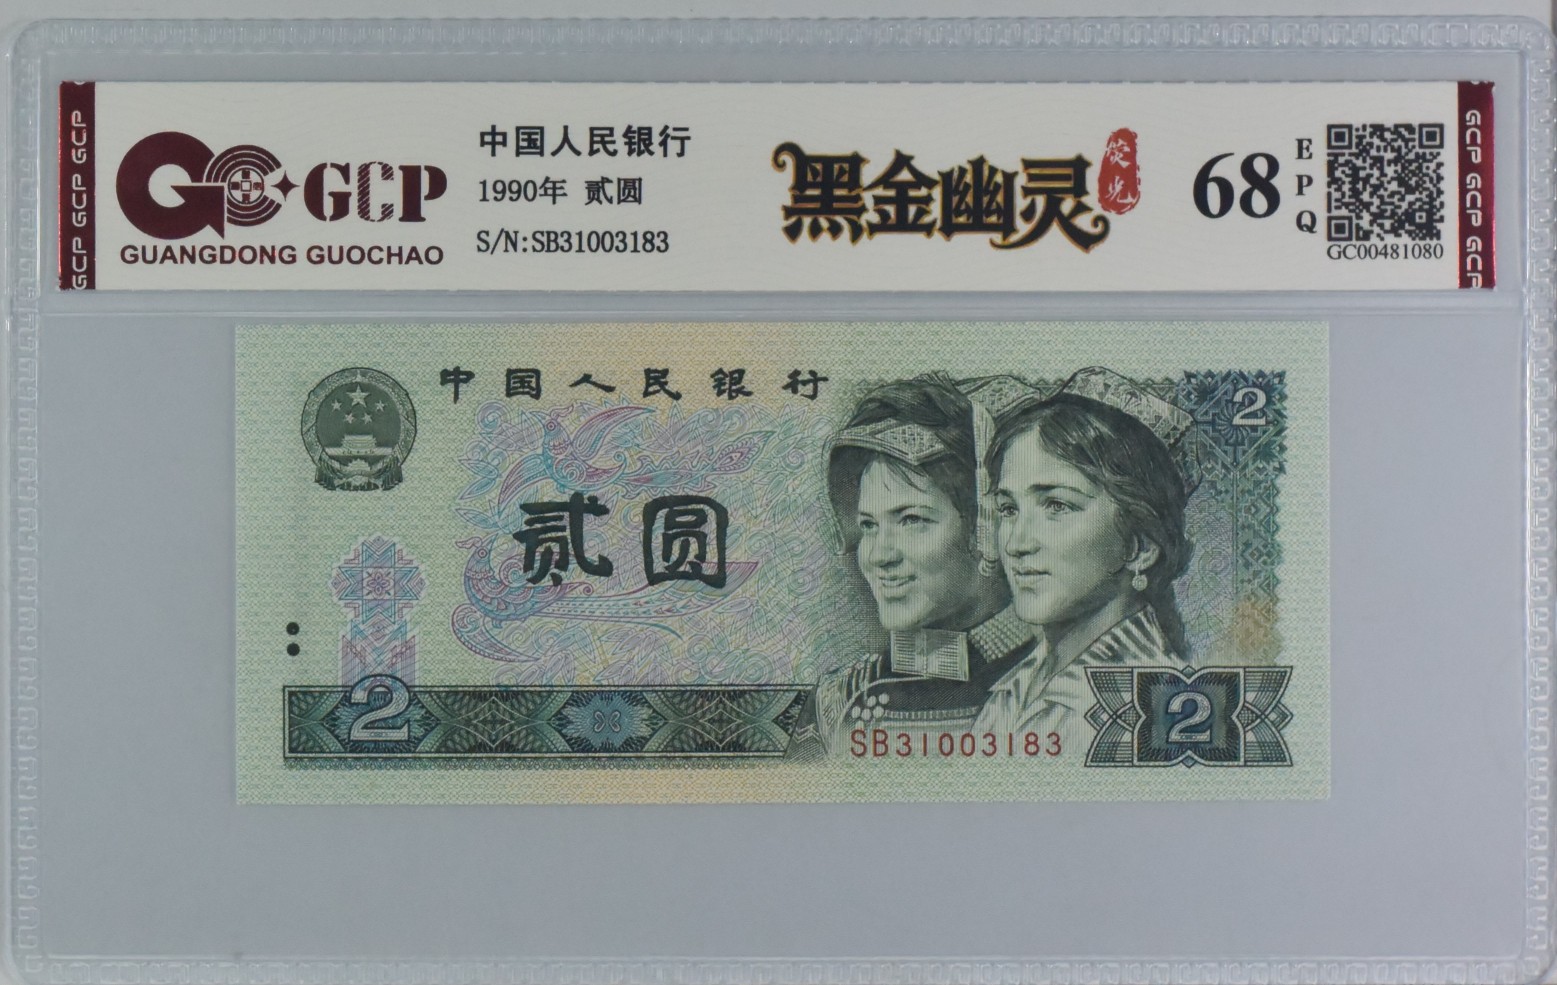 GCP GCP GCP
GCP
GUANGDONG GUOCHAO
中国人民银行
1990年 贰圆
S/N:SB31003183
黑金幽灵
荧光
68
EPQ
GC00481080
GCP GCP GCP
中国人民银行
2
贰圆
2
2
SB31003183